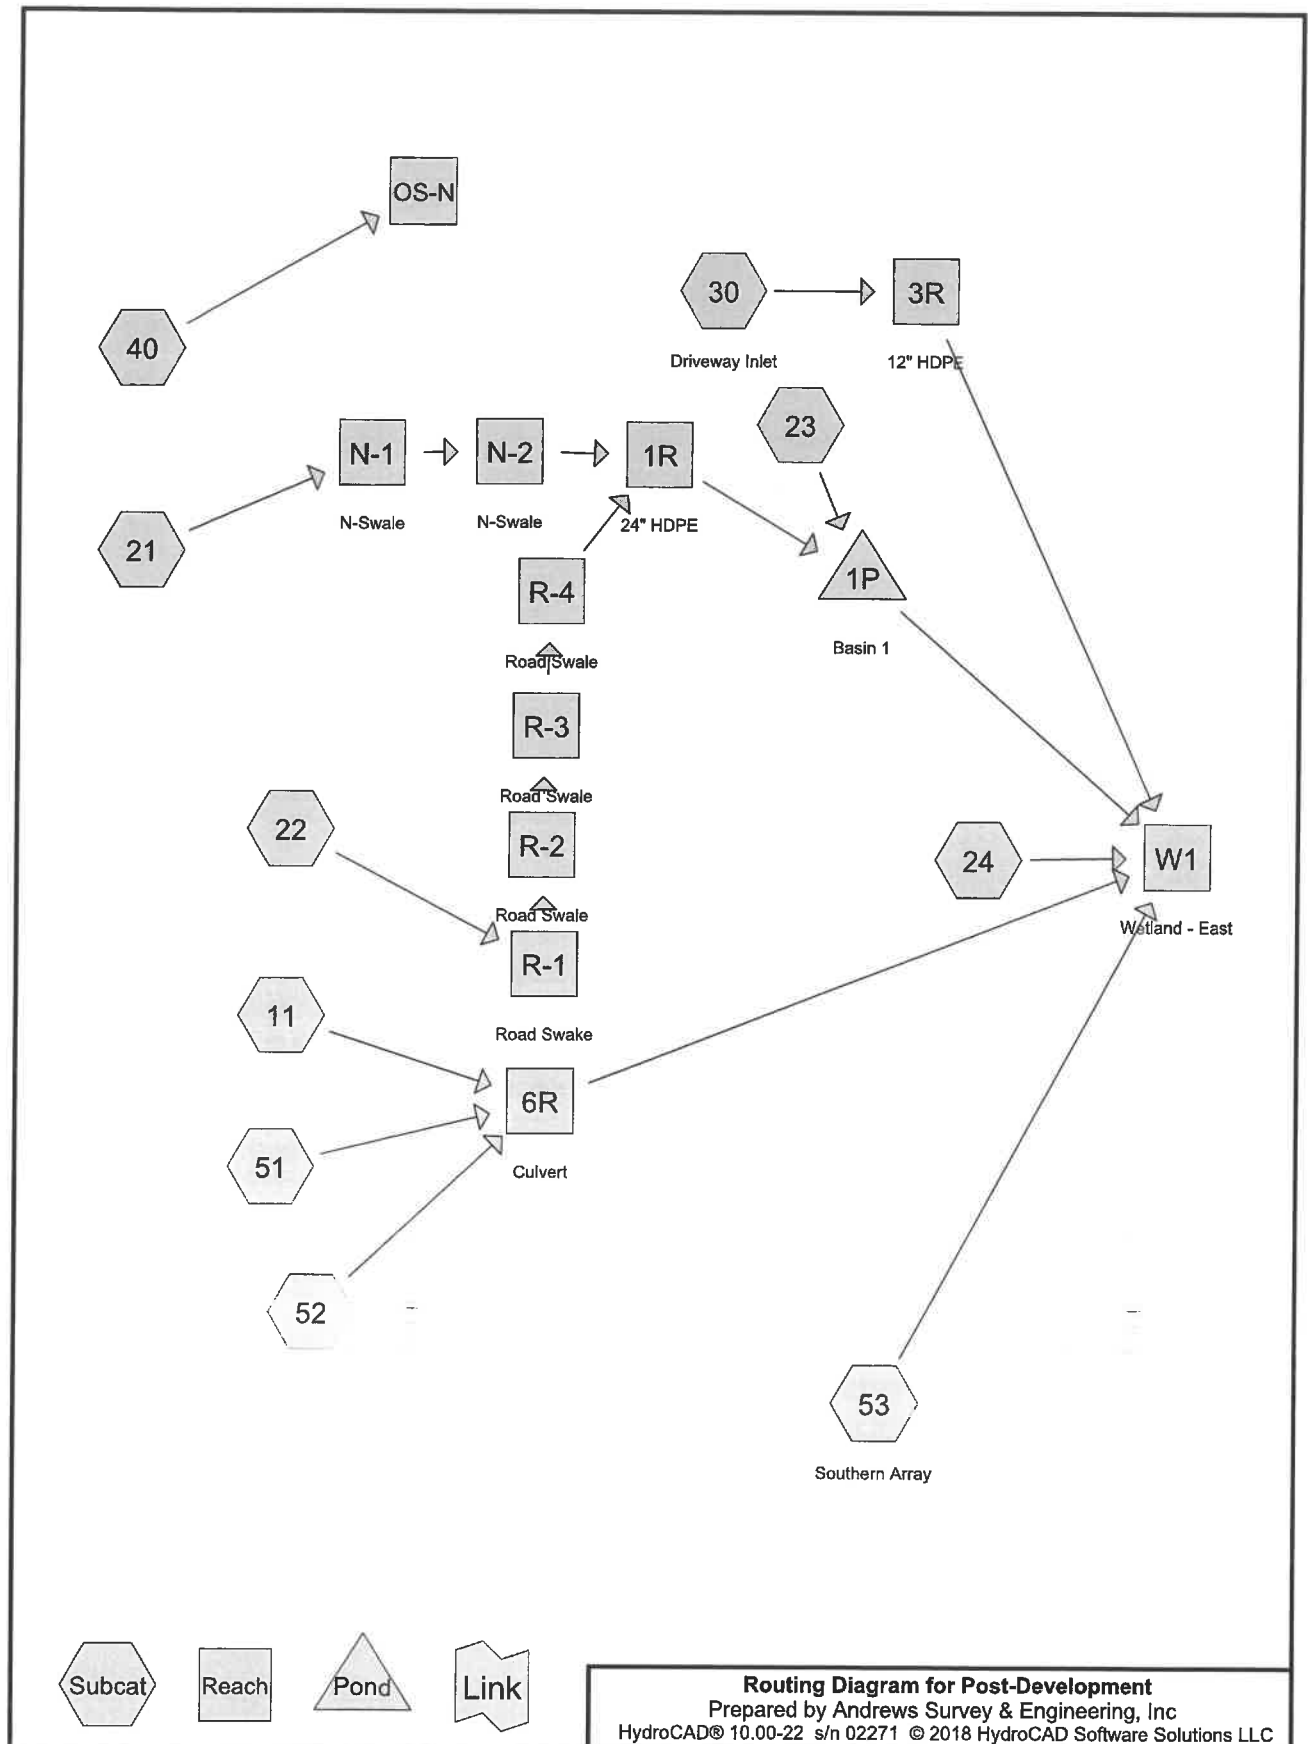 OS-N
40
30
3R
Driveway Inlet
12" HDPE
23
N-1
N-2
1R
N-Swale
N-Swale
24" HDPE
21
R-4
1P
Road Swale
Basin 1
R-3
Road Swale
22
R-2
24
W1
Road Swale
Wetland - East
R-1
11
Road Swake
6R
51
Culvert
52
53
Southern Array
Subcat
Reach
Pond
Link
Routing Diagram for Post-Development
Prepared by Andrews Survey & Engineering, Inc
HydroCAD® 10.00-22 s/n 02271 © 2018 HydroCAD Software Solutions LLC